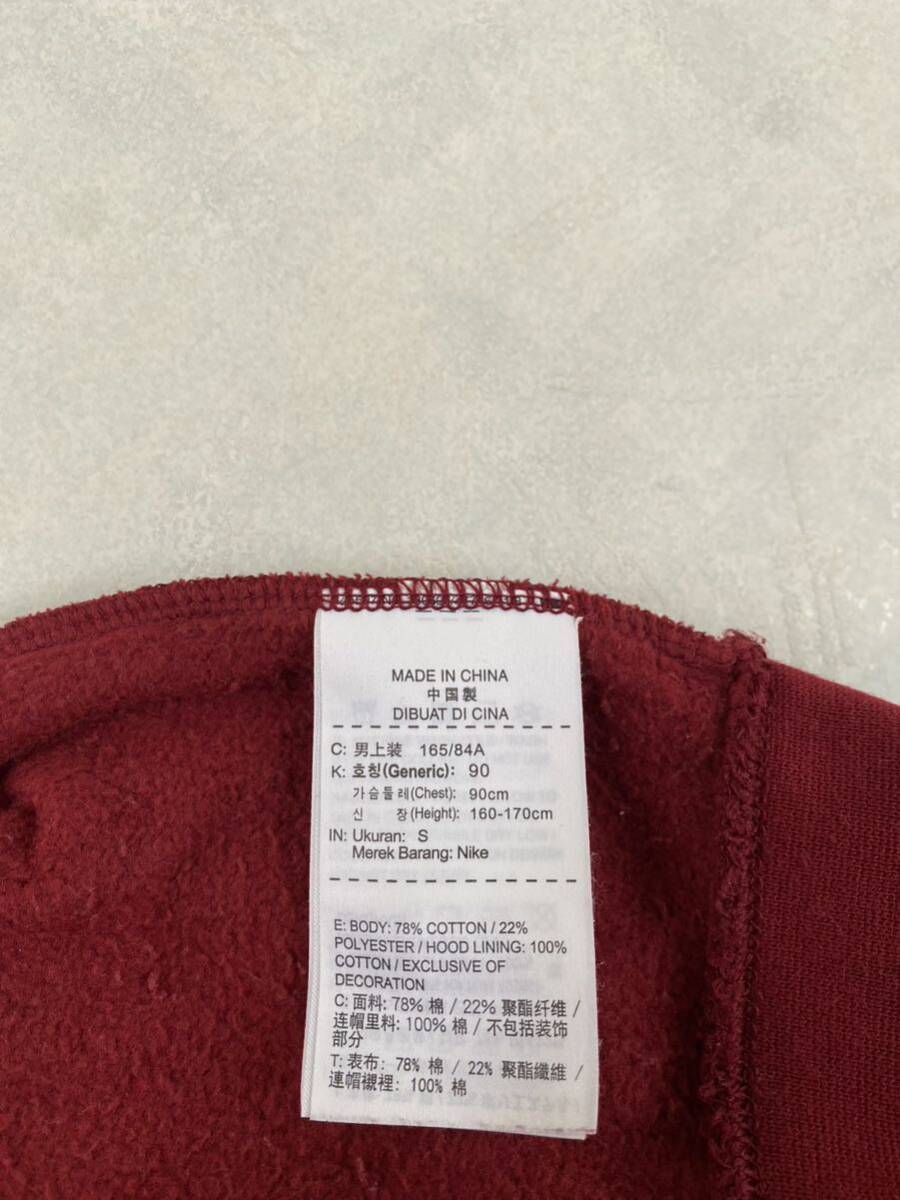 MADE IN CHINA
中国製
DIBUAT DI CINA
C: 男上装 165/84A
K: 호칭(Generic): 90
가슴둘레(Chest): 90cm
신 장(Height): 160-170cm
IN: Ukuran: S
Merek Barang: Nike
E: BODY: 78% COTTON / 22%
POLYESTER / HOOD LINING: 100%
COTTON / EXCLUSIVE OF
DECORATION
C: 面料: 78% 棉 / 22% 聚酯纤维 /
连帽里料: 100% 棉 / 不包括装饰
部分
T: 表布: 78% 棉 / 22% 聚酯纖維 /
連帽襯裡: 100% 棉